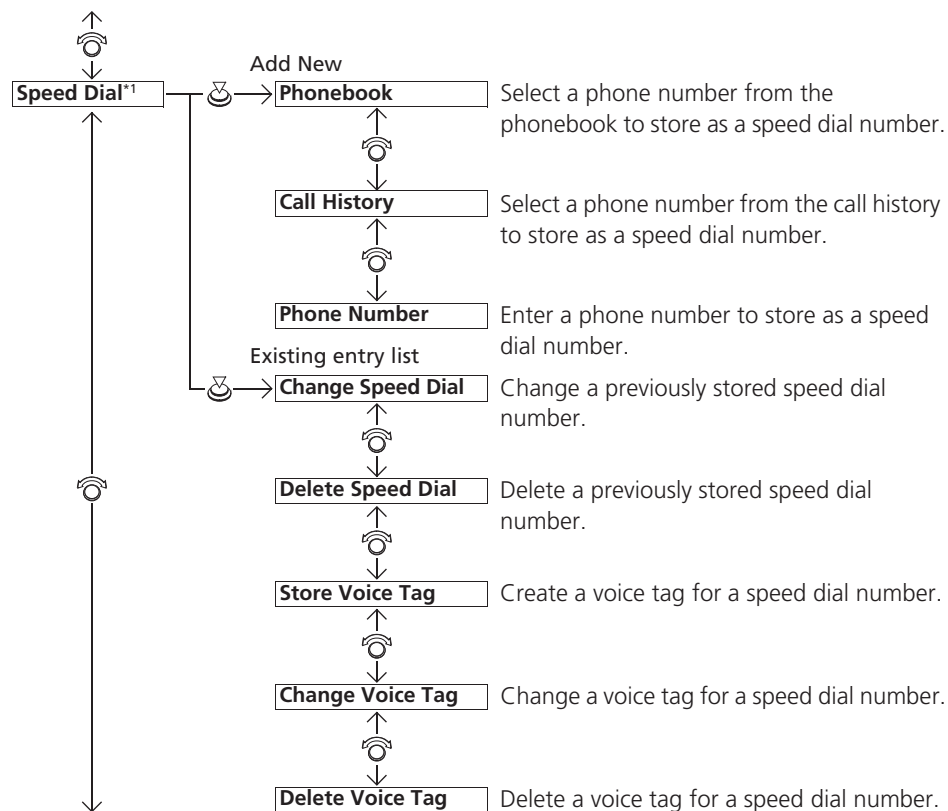 Add New
Speed Dial*1
Phonebook
Select a phone number from the
phonebook to store as a speed dial number.
Call History
Select a phone number from the call history
to store as a speed dial number.
Phone Number
Enter a phone number to store as a speed
dial number.
Existing entry list
Change Speed Dial
Change a previously stored speed dial
number.
Delete Speed Dial
Delete a previously stored speed dial
number.
Store Voice Tag
Create a voice tag for a speed dial number.
Change Voice Tag
Change a voice tag for a speed dial number.
Delete Voice Tag
Delete a voice tag for a speed dial number.